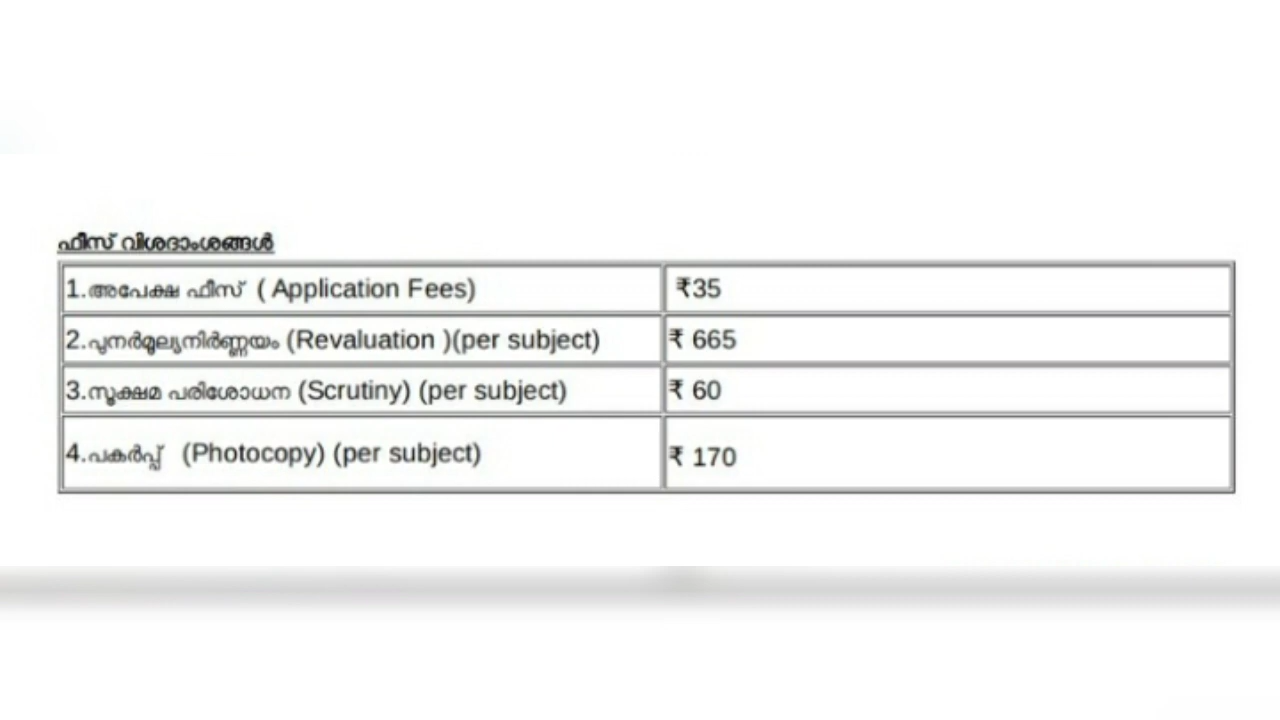 ഫീസ് വിശദാംശങ്ങൾ
1.അപേക്ഷ ഫീസ് ( Application Fees) ₹35
2.പുനർമൂല്യനിർണ്ണയം (Revaluation )(per subject) ₹ 665
3.സൂക്ഷമ പരിശോധന (Scrutiny) (per subject) ₹ 60
4.പകർപ്പ് (Photocopy) (per subject) ₹ 170